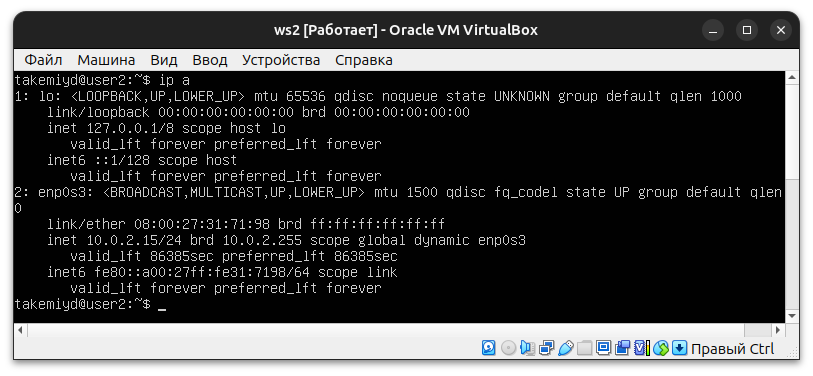 ws2 [Работает] - Oracle VM VirtualBox
Файл Машина Вид Ввод Устройства Справка
takemiyd@user2:~$ ip a
1: lo: <LOOPBACK,UP,LOWER_UP> mtu 65536 qdisc noqueue state UNKNOWN group default qlen 1000
    link/loopback 00:00:00:00:00:00 brd 00:00:00:00:00:00
    inet 127.0.0.1/8 scope host lo
       valid_lft forever preferred_lft forever
    inet6 ::1/128 scope host
       valid_lft forever preferred_lft forever
2: enp0s3: <BROADCAST,MULTICAST,UP,LOWER_UP> mtu 1500 qdisc fq_codel state UP group default qlen
0
    link/ether 08:00:27:31:71:98 brd ff:ff:ff:ff:ff:ff
    inet 10.0.2.15/24 brd 10.0.2.255 scope global dynamic enp0s3
       valid_lft 86385sec preferred_lft 86385sec
    inet6 fe80::a00:27ff:fe31:7198/64 scope link
       valid_lft forever preferred_lft forever
takemiyd@user2:~$ _
Правый Ctrl